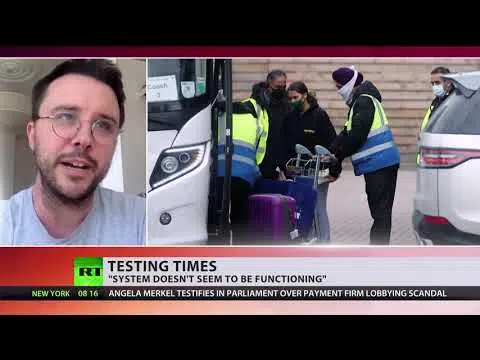 Coach
3
RT
TESTING TIMES
"SYSTEM DOESN'T SEEM TO BE FUNCTIONING"
NEW YORK 08:16 ANGELA MERKEL TESTIFIES IN PARLIAMENT OVER PAYMENT FIRM LOBBYING SCANDAL